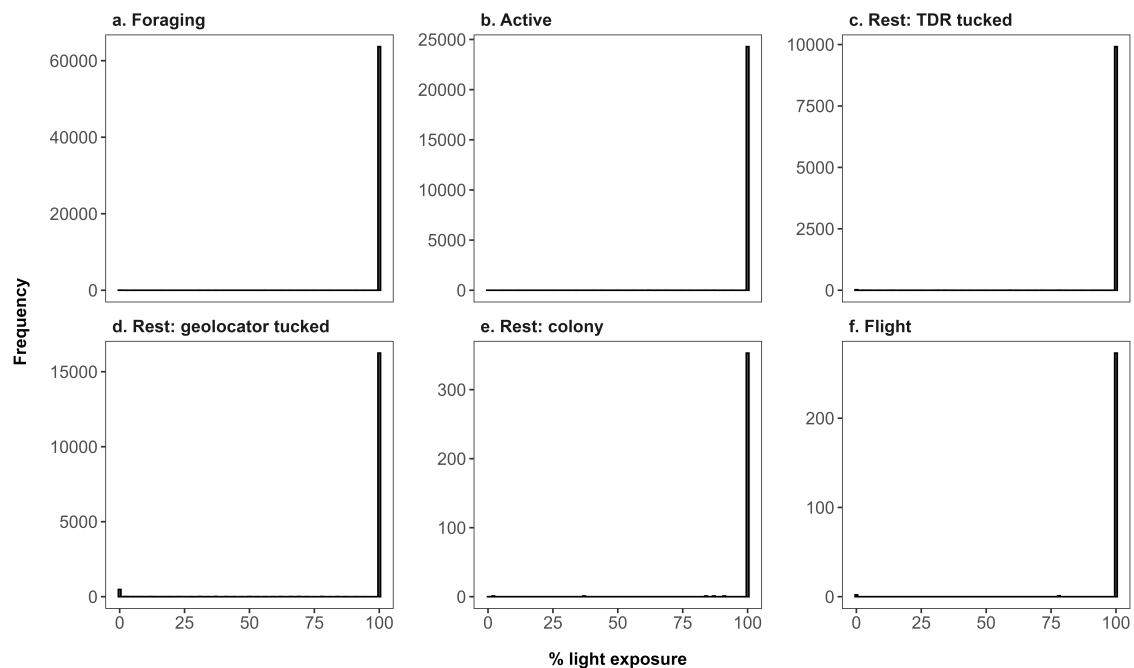 a. Foraging
b. Active
c. Rest: TDR tucked
60000
40000
20000
0
25000
20000
15000
10000
5000
0
10000
7500
5000
2500
0
Frequency
d. Rest: geolocator tucked
e. Rest: colony
f. Flight
15000
10000
5000
0
300
200
100
0
200
100
0
0 25 50 75 100
0 25 50 75 100
0 25 50 75 100
% light exposure